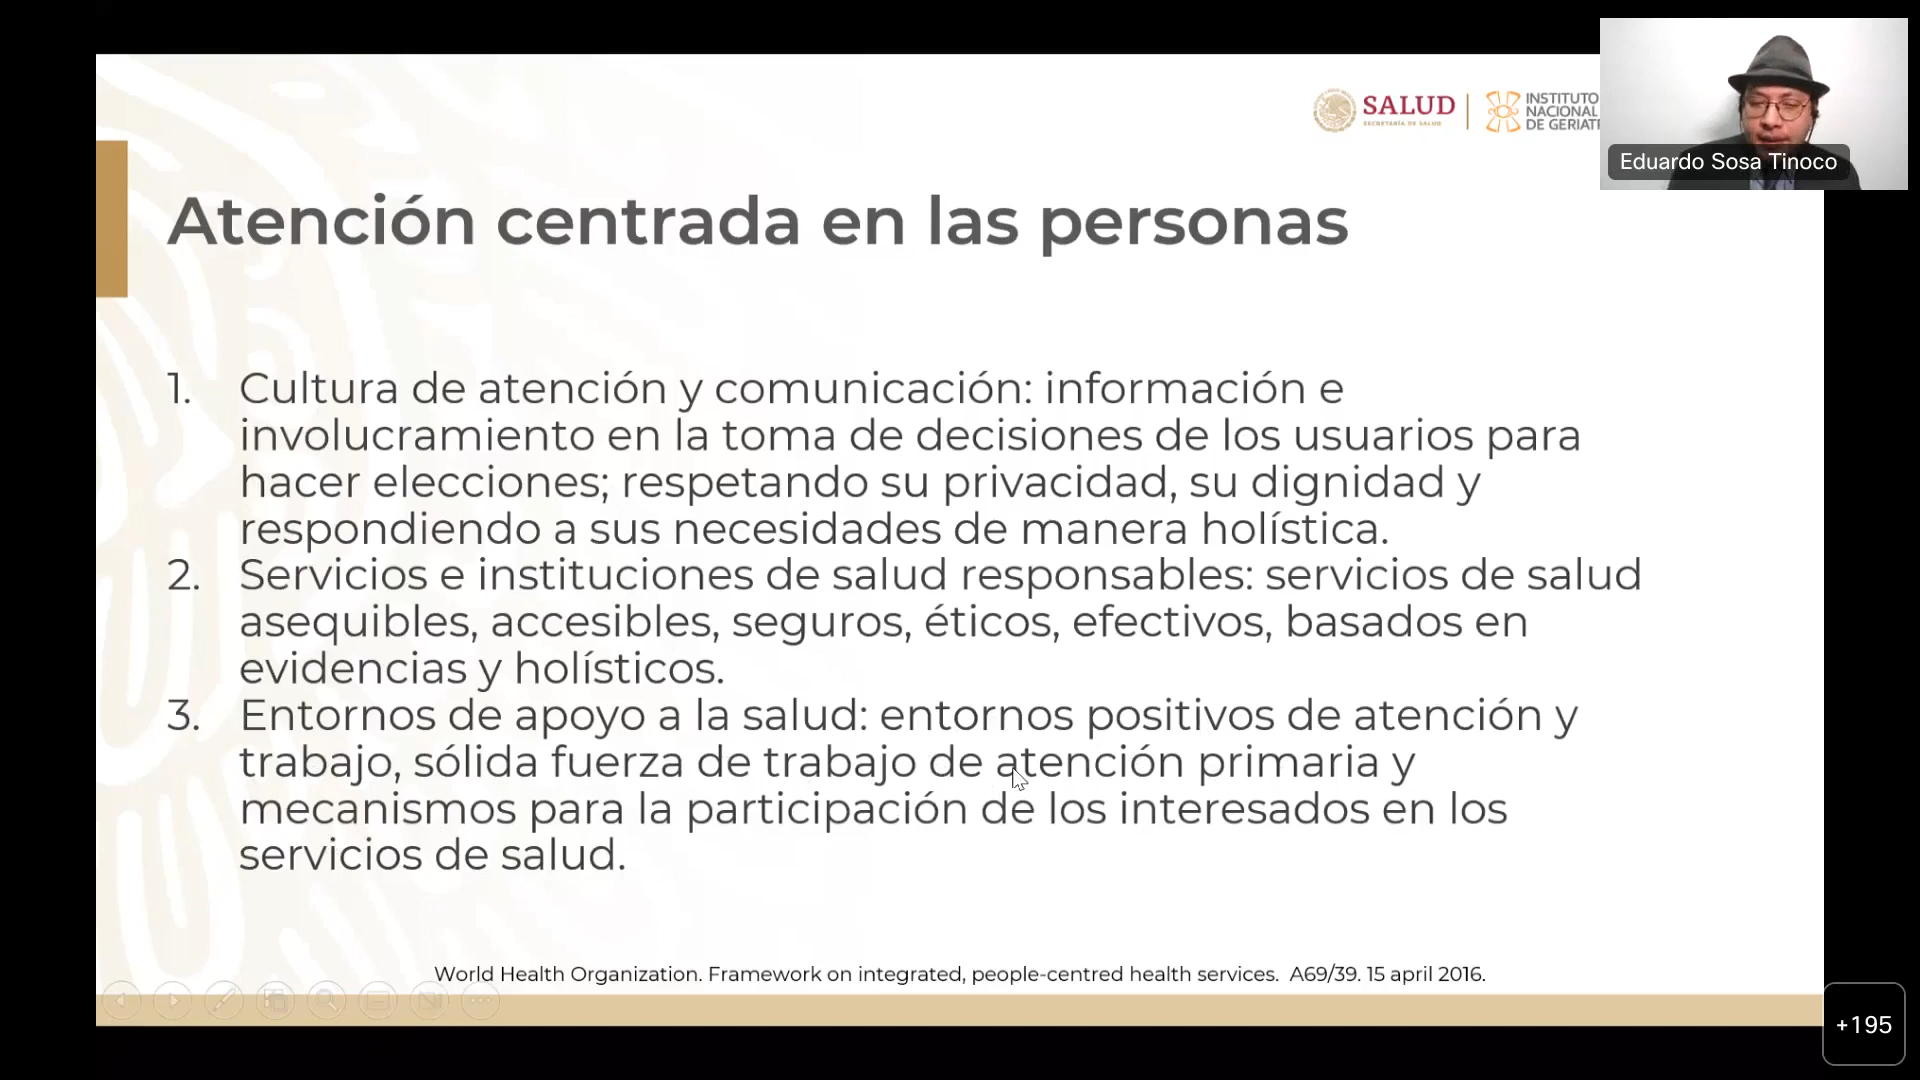 SALUD
SECRETARÍA DE SALUD
INSTITUTO
NACIONAL
DE GERIAT
Eduardo Sosa Tinoco
Atención centrada en las personas
1. Cultura de atención y comunicación: información e
involucramiento en la toma de decisiones de los usuarios para
hacer elecciones; respetando su privacidad, su dignidad y
respondiendo a sus necesidades de manera holística.
2. Servicios e instituciones de salud responsables: servicios de salud
asequibles, accesibles, seguros, éticos, efectivos, basados en
evidencias y holísticos.
3. Entornos de apoyo a la salud: entornos positivos de atención y
trabajo, sólida fuerza de trabajo de atención primaria y
mecanismos para la participación de los interesados en los
servicios de salud.
World Health Organization. Framework on integrated, people-centred health services. A69/39. 15 april 2016.
+195